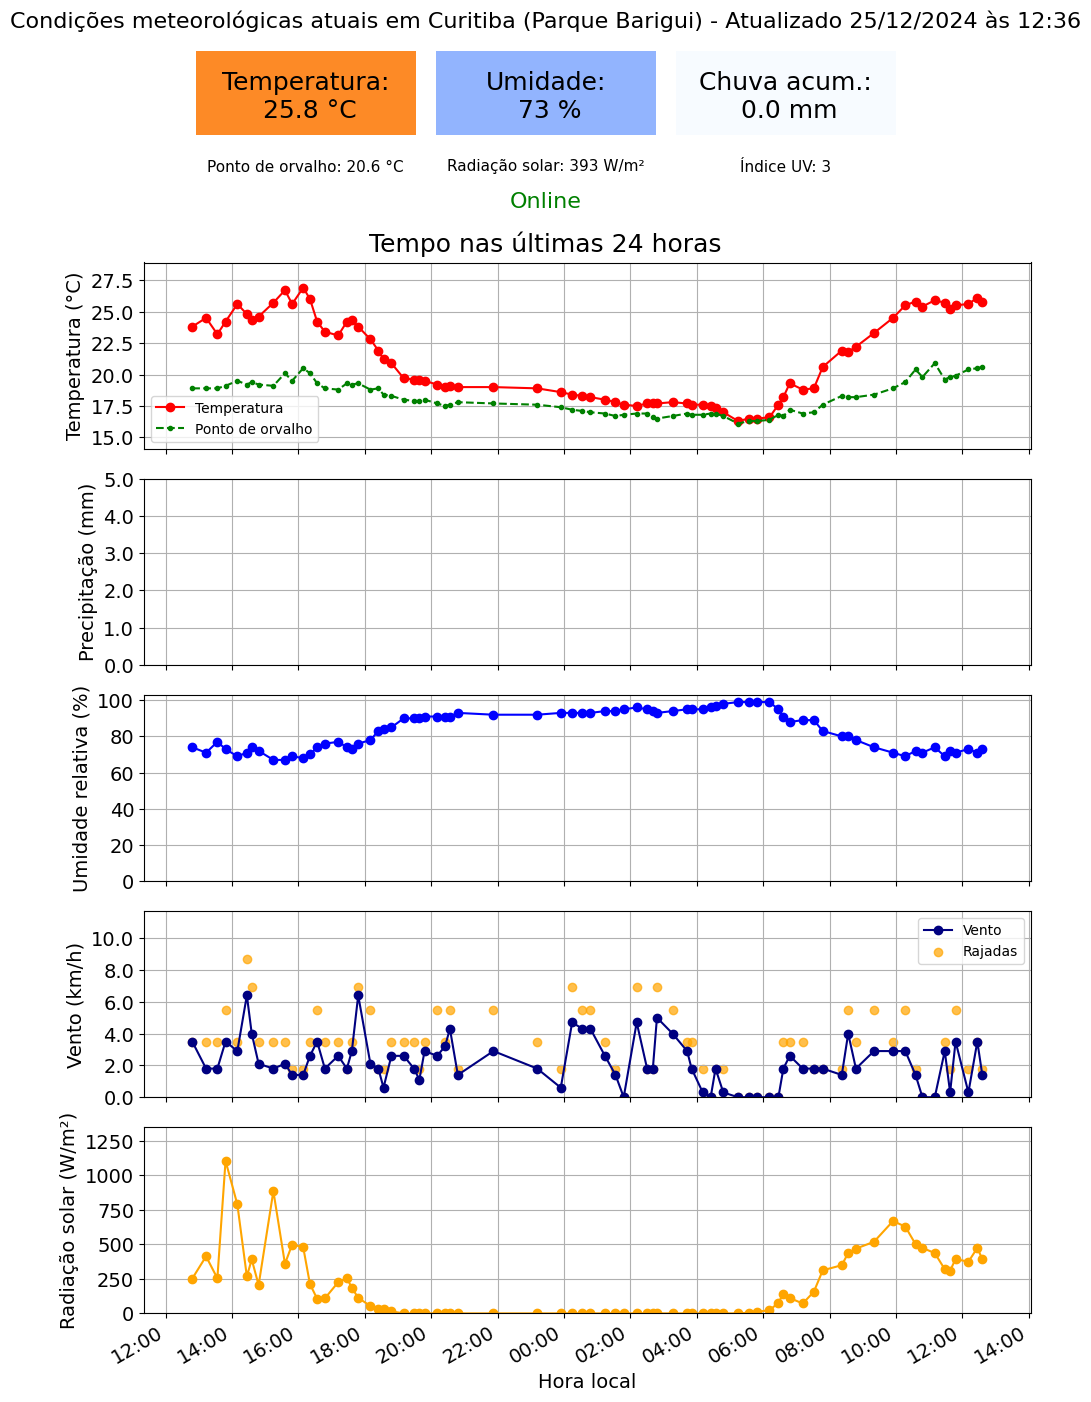 Condições meteorológicas atuais em Curitiba (Parque Barigui) - Atualizado 25/12/2024 às 12:36
Temperatura:
25.8 °C
Umidade:
73 %
Chuva acum.:
0.0 mm
Ponto de orvalho: 20.6 °C
Radiação solar: 393 W/m²
Índice UV: 3
Online
Tempo nas últimas 24 horas
Temperatura (°C)
27.5
25.0
22.5
20.0
17.5
15.0
Temperatura
Ponto de orvalho
Precipitação (mm)
5.0
4.0
3.0
2.0
1.0
0.0
Umidade relativa (%)
100
80
60
40
20
0
Vento (km/h)
10.0
8.0
6.0
4.0
2.0
0.0
Vento
Rajadas
Radiação solar (W/m²)
1250
1000
750
500
250
0
12:00
14:00
16:00
18:00
20:00
22:00
00:00
02:00
04:00
06:00
08:00
10:00
12:00
14:00
Hora local